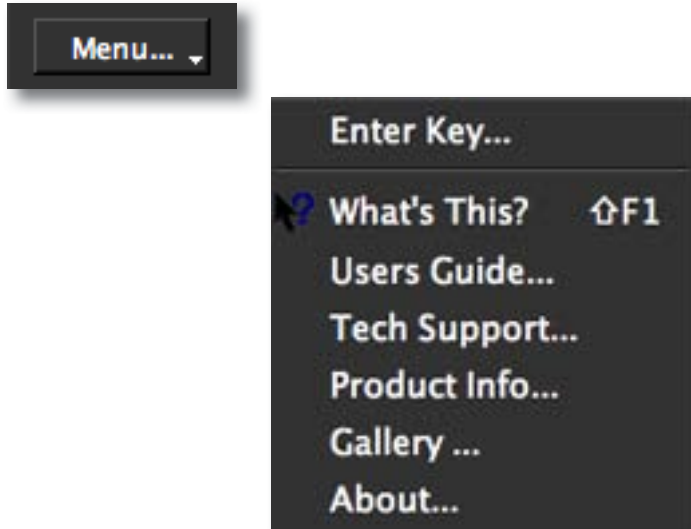 Menu...
Enter Key...
What's This? ⇧F1
Users Guide...
Tech Support...
Product Info...
Gallery ...
About...